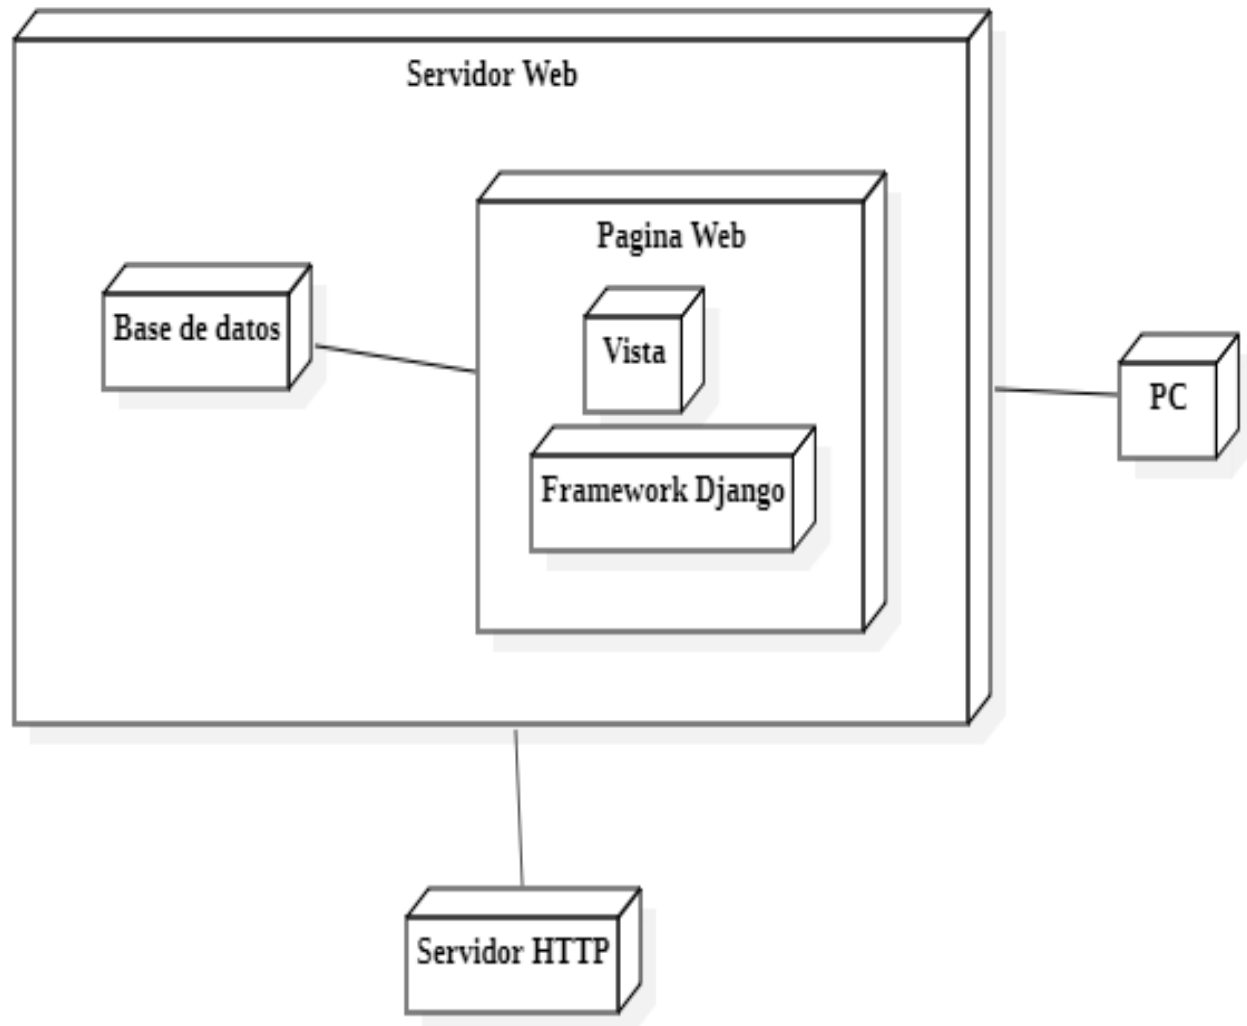 Servidor Web
Pagina Web
Base de datos
Vista
PC
Framework Django
Servidor HTTP